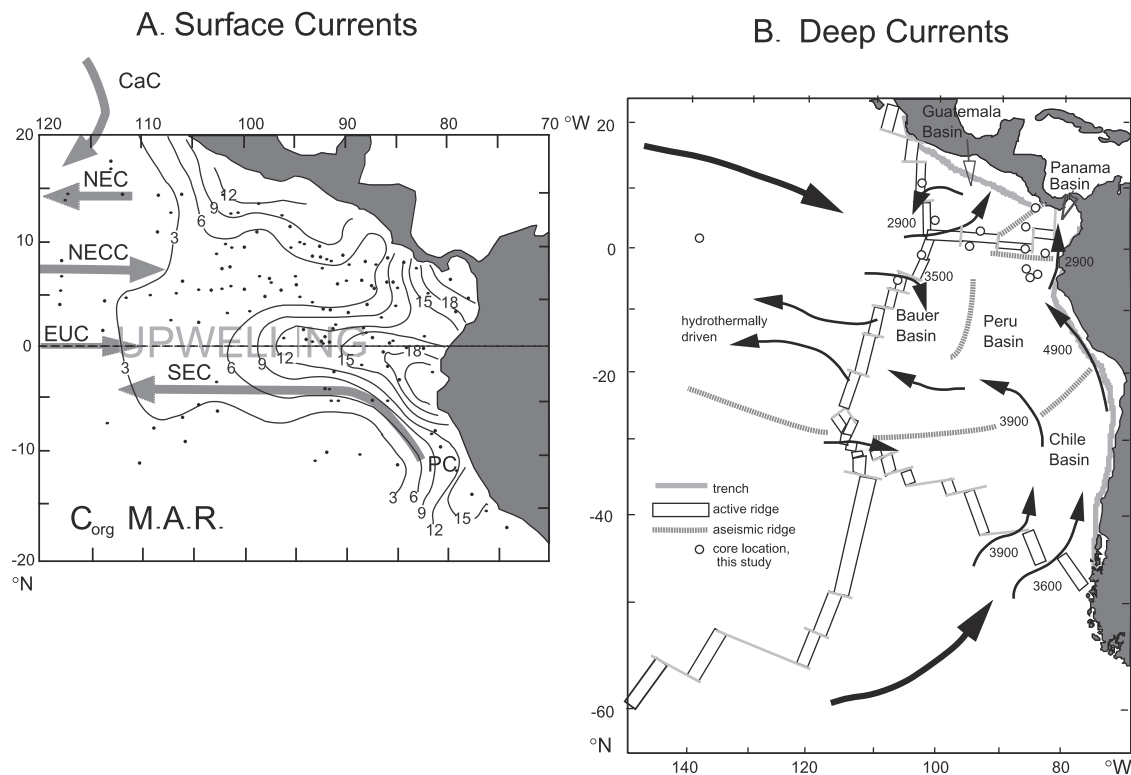 A. Surface Currents
CaC
120 110 100 90 80 70 °W
20
NEC
12
9
6
3
10
NECC
15 18
EUC
UPWELLING
0
3 6 9 12 15 18
SEC
-10
PC
3 6 9 12 15
Corg M.A.R.
-20
°N
B. Deep Currents
20
Guatemala
Basin
Panama
Basin
10
2900
0
3500
2900
hydrothermally
driven
Bauer
Basin
Peru
Basin
4900
-20
3900
Chile
Basin
trench
active ridge
aseismic ridge
core location,
this study
-40
3900
3600
-60
°N
140 120 100 80 °W